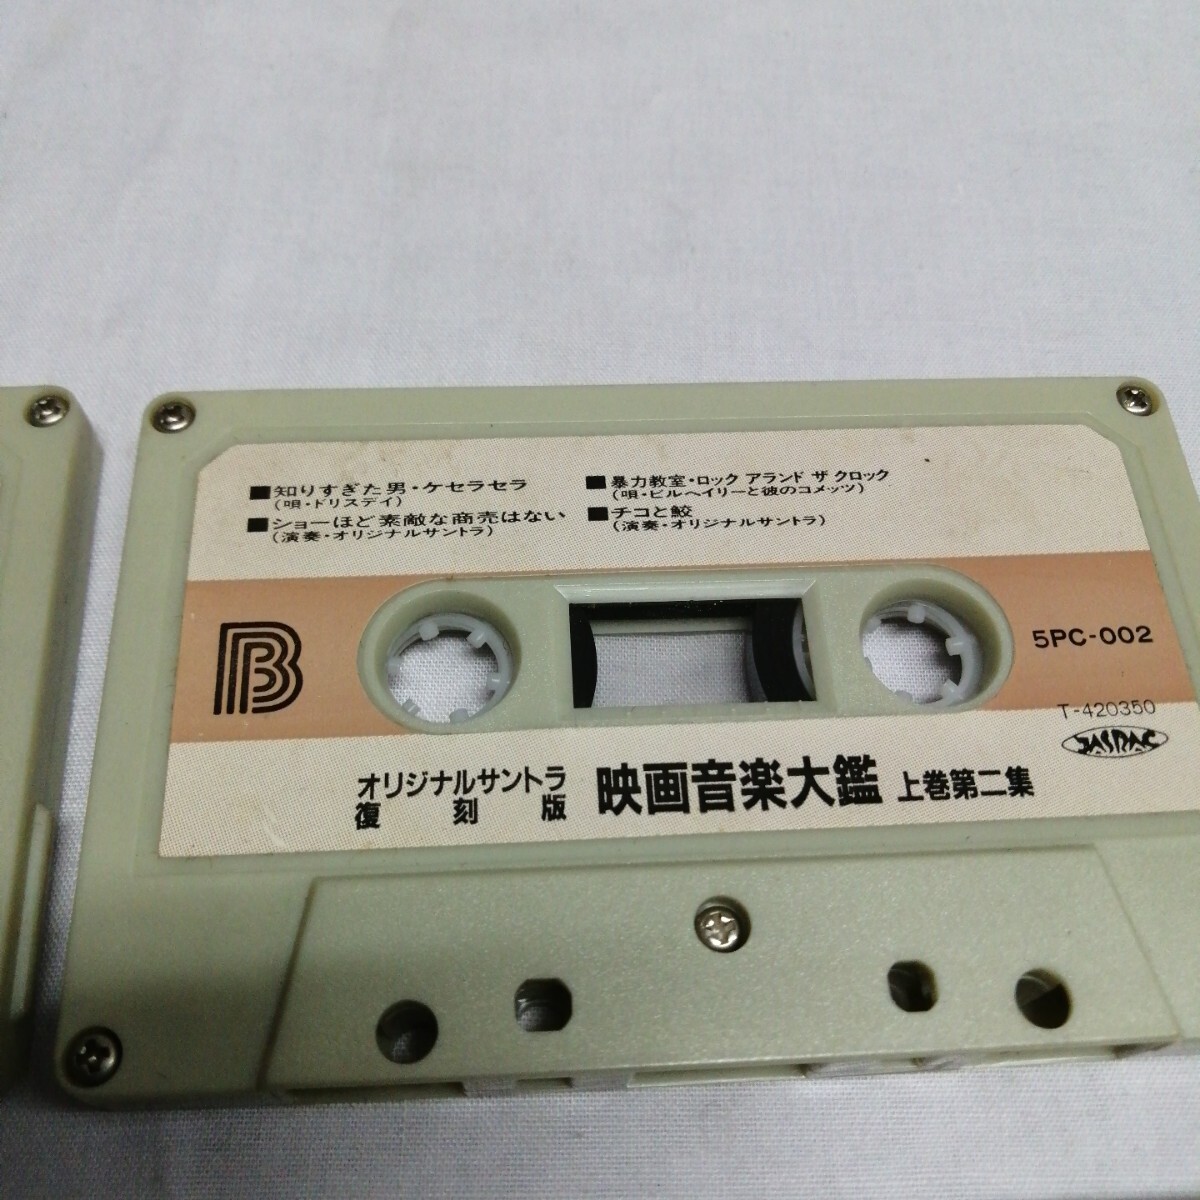 ■知りすぎた男・ケセラセラ
(唄・ドリスデイ)
■ショーほど素敵な商売はない
(演奏・オリジナルサントラ)
■暴力教室・ロック アランド ザ クロック
(唄・ビルヘイリーと彼のコメッツ)
■チコと鮫
(演奏・オリジナルサントラ)
B
5PC-002
T-420350
JASRAC
オリジナルサントラ
復刻版
映画音楽大鑑 上巻第二集